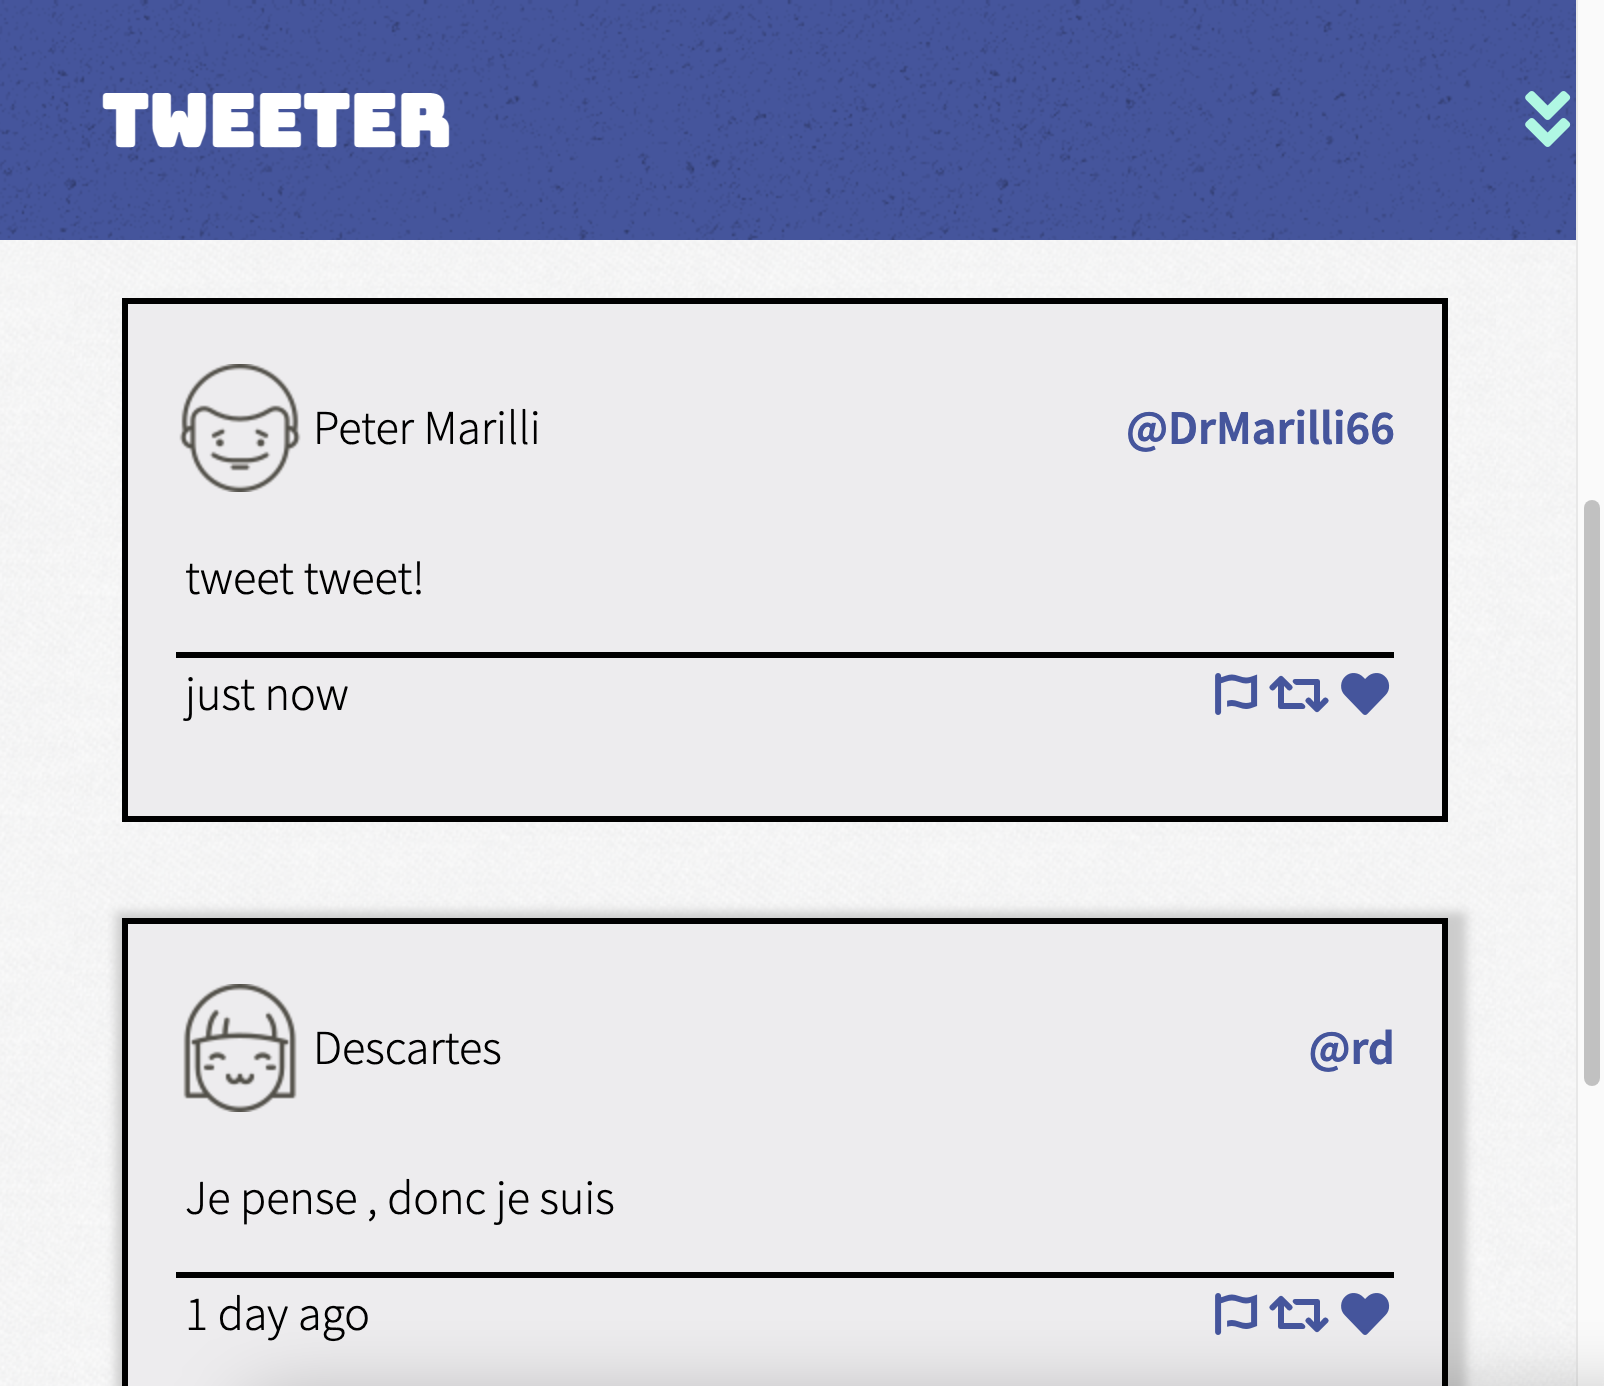 TWEETER
Peter Marilli
@DrMarilli66
tweet tweet!
just now
Descartes
@rd
Je pense , donc je suis
1 day ago